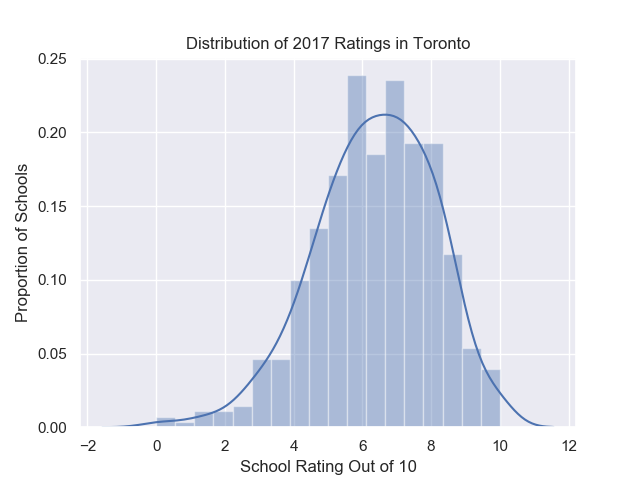 Distribution of 2017 Ratings in Toronto
0.25
0.20
0.15
0.10
0.05
0.00
Proportion of Schools
−2 0 2 4 6 8 10 12
School Rating Out of 10